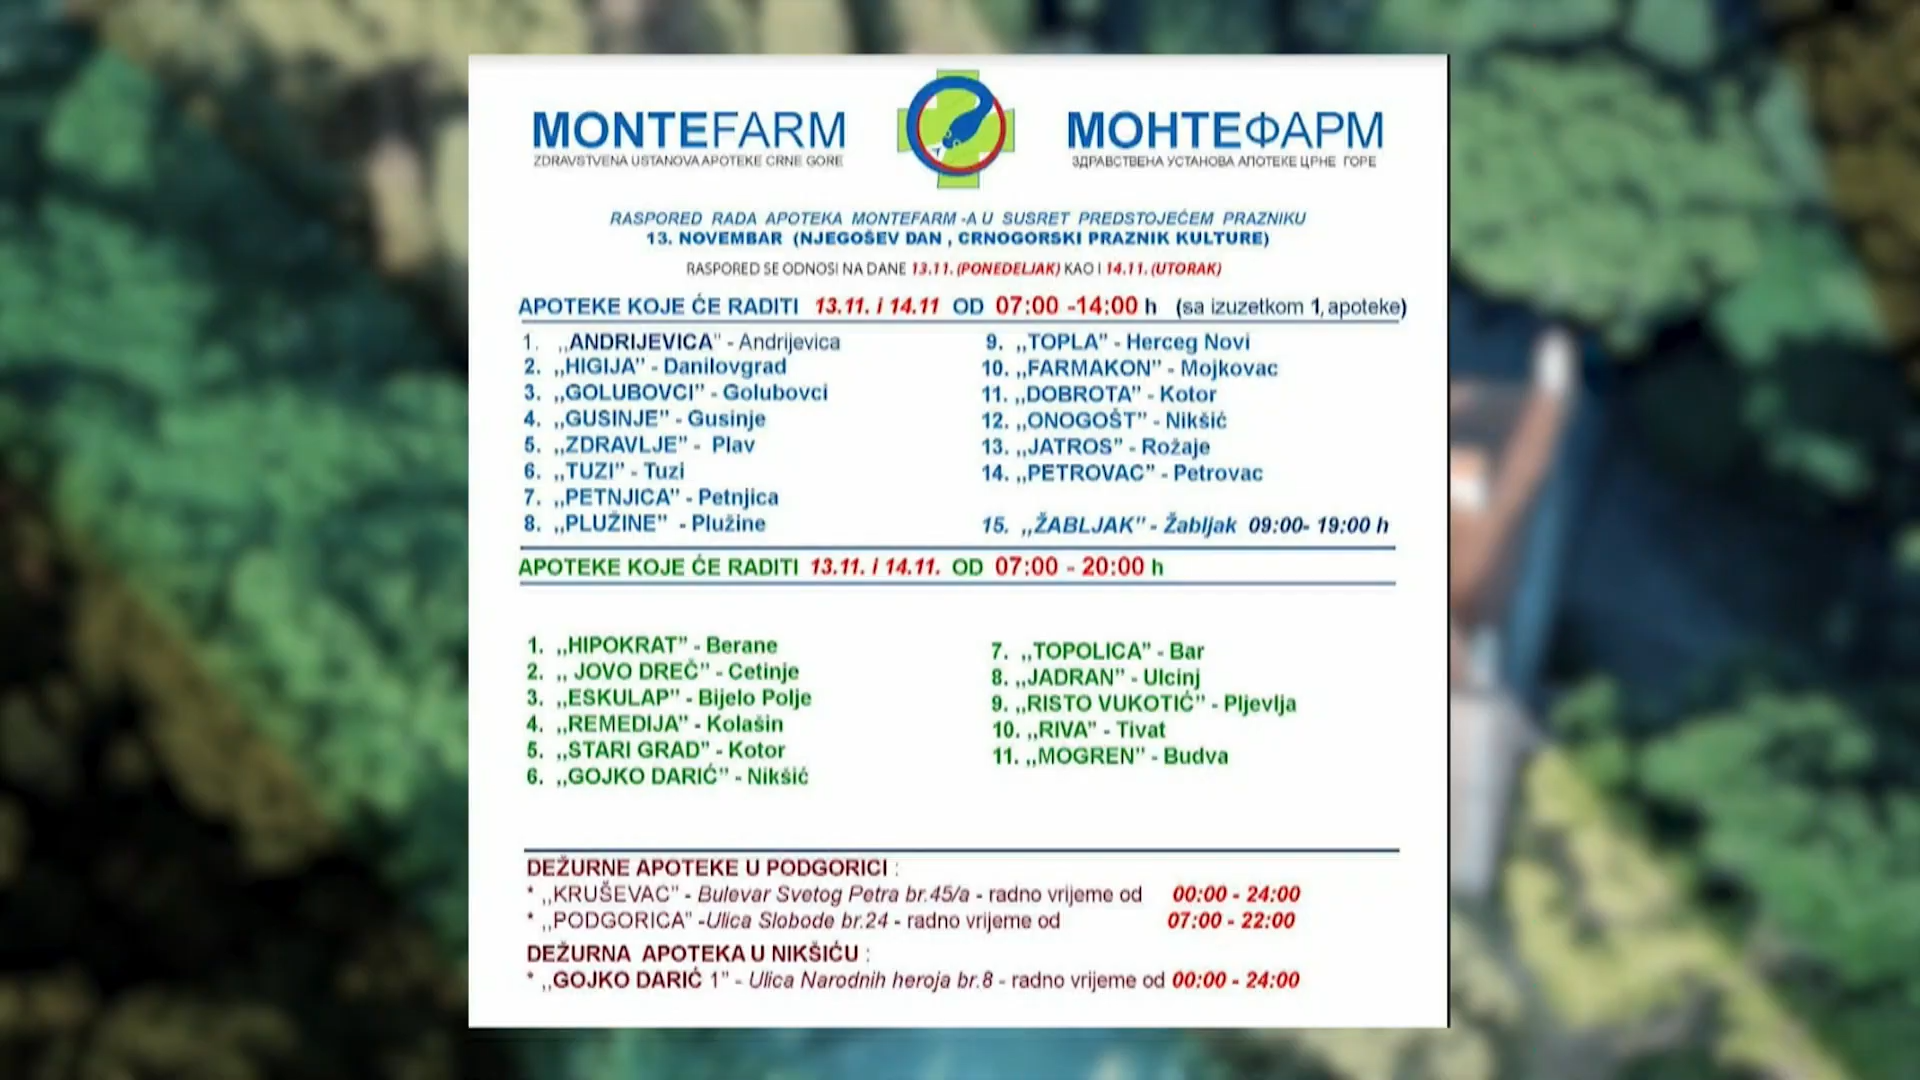 MONTEFARM
ZDRAVSTVENA USTANOVA APOTEKE CRNE GORE
МОНТЕФАРМ
ЗДРАВСТВЕНА УСТАНОВА АПОТЕКЕ ЦРНЕ ГОРЕ
RASPORED RADA APOTEKA MONTEFARM -A U SUSRET PREDSTOJEĆEM PRAZNIKU
13. NOVEMBAR (NJEGOŠEV DAN , CRNOGORSKI PRAZNIK KULTURE)
RASPORED SE ODNOSI NA DANE 13.11. (PONEDELJAK) KAO I 14.11. (UTORAK)
APOTEKE KOJE ĆE RADITI 13.11. i 14.11 OD 07:00 -14:00 h (sa izuzetkom 1, apoteke)
1. ,,ANDRIJEVICA" - Andrijevica
2. ,,HIGIJA" - Danilovgrad
3. ,,GOLUBOVCI" - Golubovci
4. ,,GUSINJE" - Gusinje
5. ,,ZDRAVLJE" - Plav
6. ,,TUZI" - Tuzi
7. ,,PETNJICA" - Petnjica
8. ,,PLUŽINE" - Plužine
9. ,,TOPLA" - Herceg Novi
10. ,,FARMAKON" - Mojkovac
11. ,,DOBROTA" - Kotor
12. ,,ONOGOŠT" - Nikšić
13. ,,JATROS" - Rožaje
14. ,,PETROVAC" - Petrovac
15. ,,ŽABLJAK" - Žabljak 09:00- 19:00 h
APOTEKE KOJE ĆE RADITI 13.11. i 14.11. OD 07:00 - 20:00 h
1. ,,HIPOKRAT" - Berane
2. ,, JOVO DREČ" - Cetinje
3. ,,ESKULAP" - Bijelo Polje
4. ,,REMEDIJA" - Kolašin
5. ,,STARI GRAD" - Kotor
6. ,,GOJKO DARIĆ" - Nikšić
7. ,,TOPOLICA" - Bar
8. ,,JADRAN" - Ulcinj
9. ,,RISTO VUKOTIĆ" - Pljevlja
10. ,,RIVA" - Tivat
11. ,,MOGREN" - Budva
DEŽURNE APOTEKE U PODGORICI :
* ,,KRUŠEVAC" - Bulevar Svetog Petra br.45/a - radno vrijeme od 00:00 - 24:00
* ,,PODGORICA" -Ulica Slobode br.24 - radno vrijeme od 07:00 - 22:00
DEŽURNA APOTEKA U NIKŠIĆU :
* ,,GOJKO DARIĆ 1" - Ulica Narodnih heroja br.8 - radno vrijeme od 00:00 - 24:00